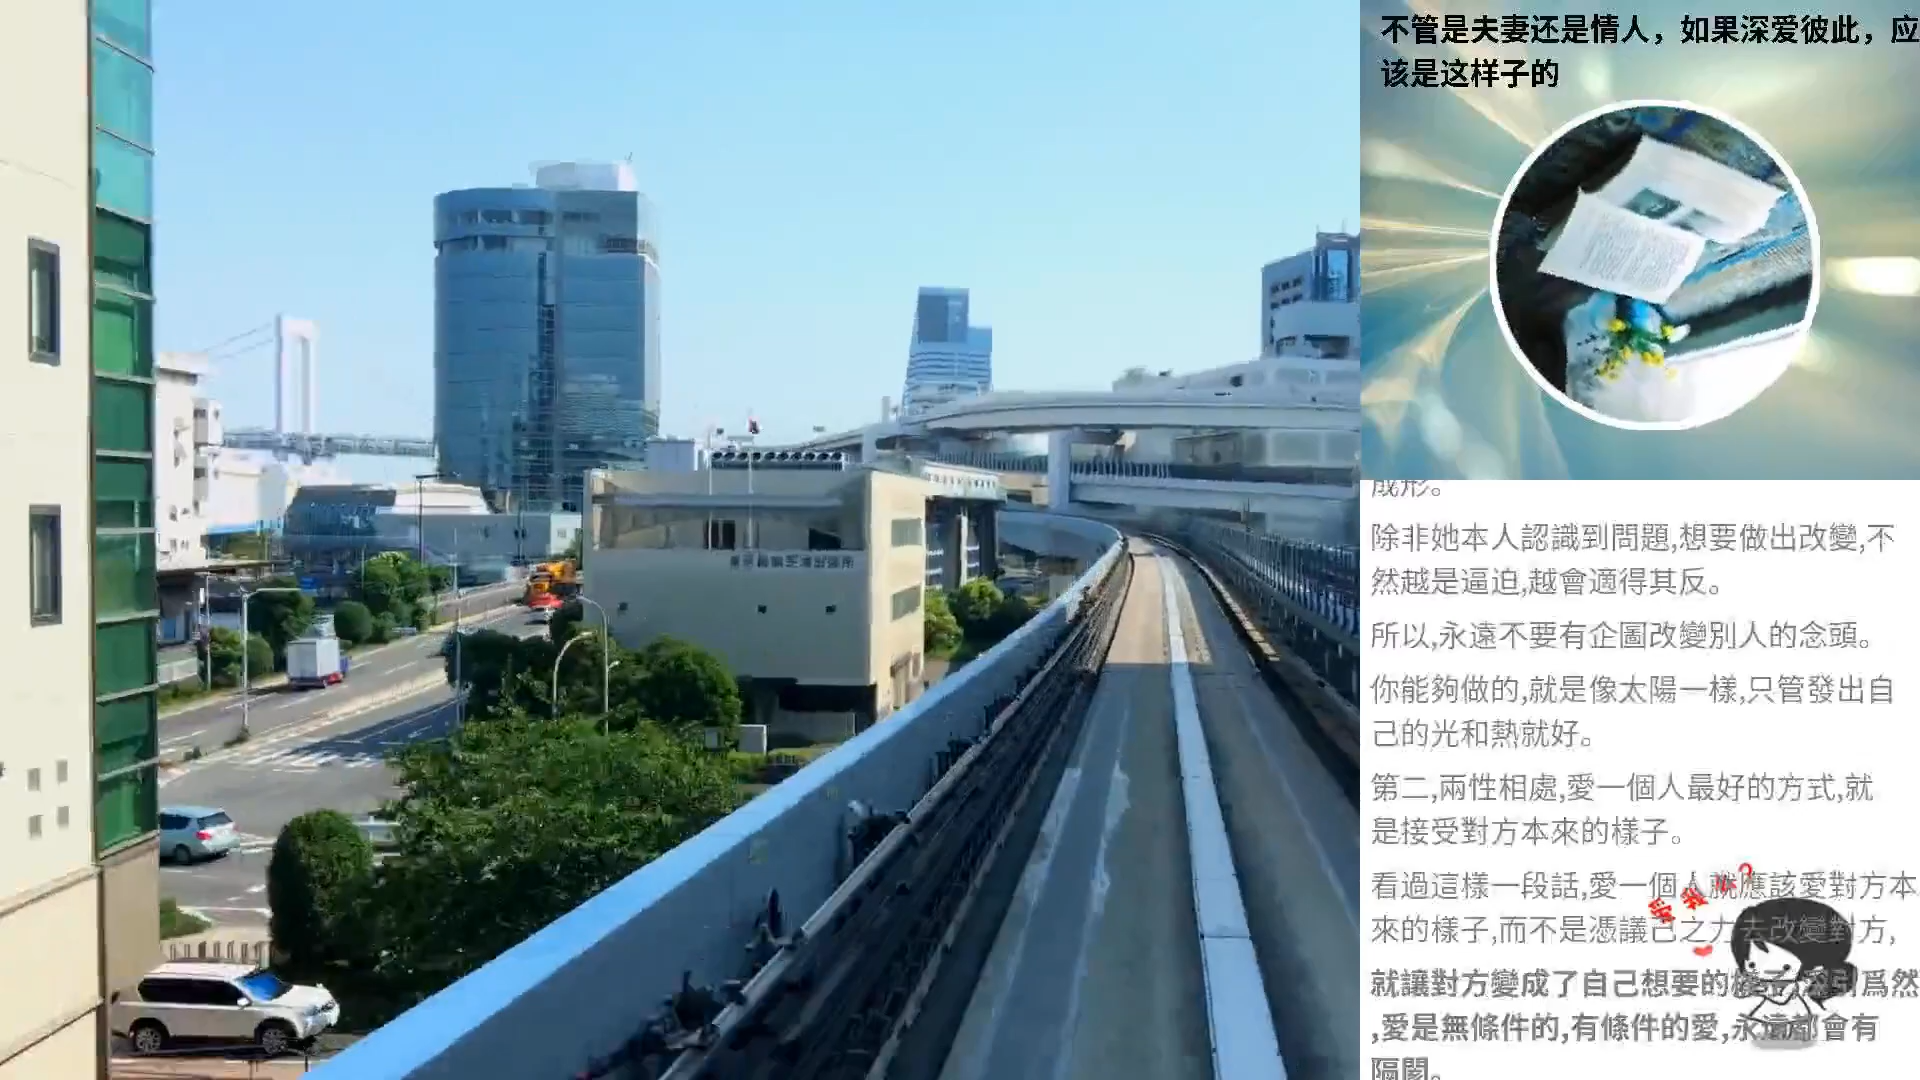 不管是夫妻还是情人，如果深爱彼此，应
该是这样子的
成形。
除非她本人認識到問題,想要做出改變,不
然越是逼迫,越會適得其反。
所以,永遠不要有企圖改變別人的念頭。
你能夠做的,就是像太陽一樣,只管發出自
己的光和熱就好。
第二,兩性相處,愛一個人最好的方式,就
是接受對方本來的樣子。
看過這樣一段話,愛一個人就應該愛對方本
來的樣子,而不是憑議己之力去改變對方,
就讓對方變成了自己想要的樣子,深引爲然
,愛是無條件的,有條件的愛,永遠都會有
隔閡。